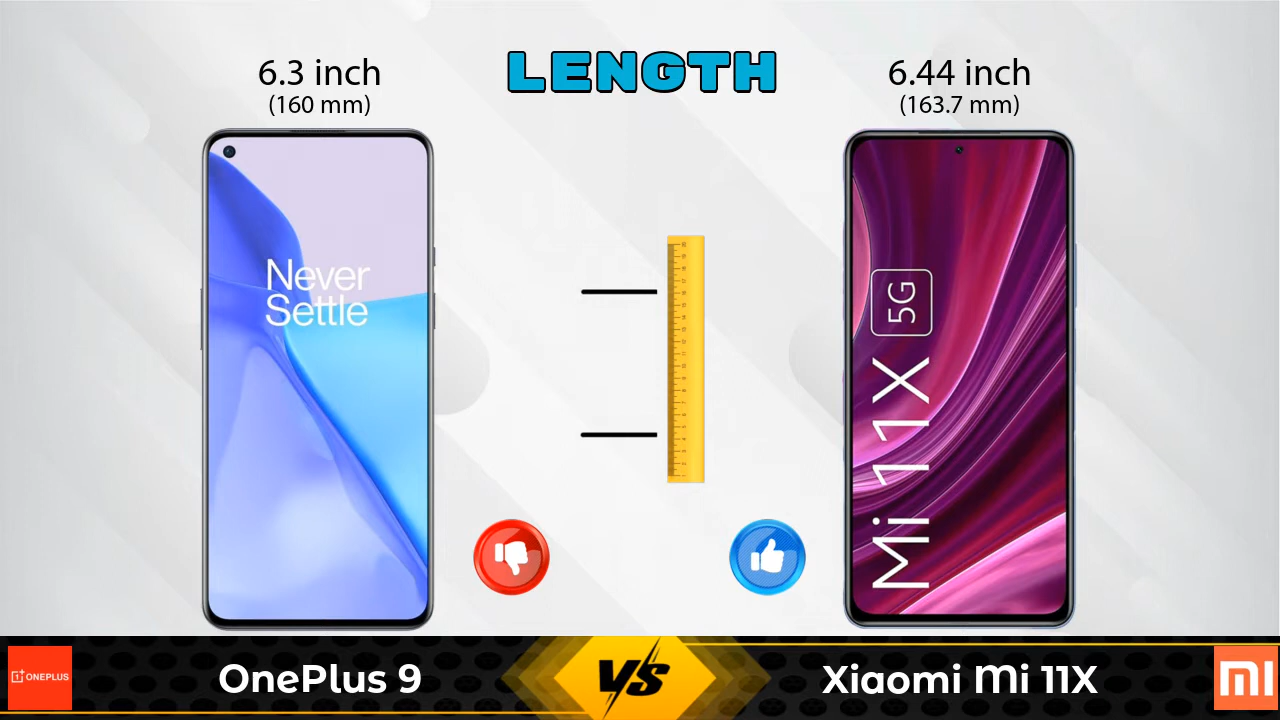 LENGTH
6.3 inch
(160 mm)
6.44 inch
(163.7 mm)
Never
Settle
Mi 11X 5G
ONEPLUS
OnePlus 9
VS
Xiaomi Mi 11X
MI